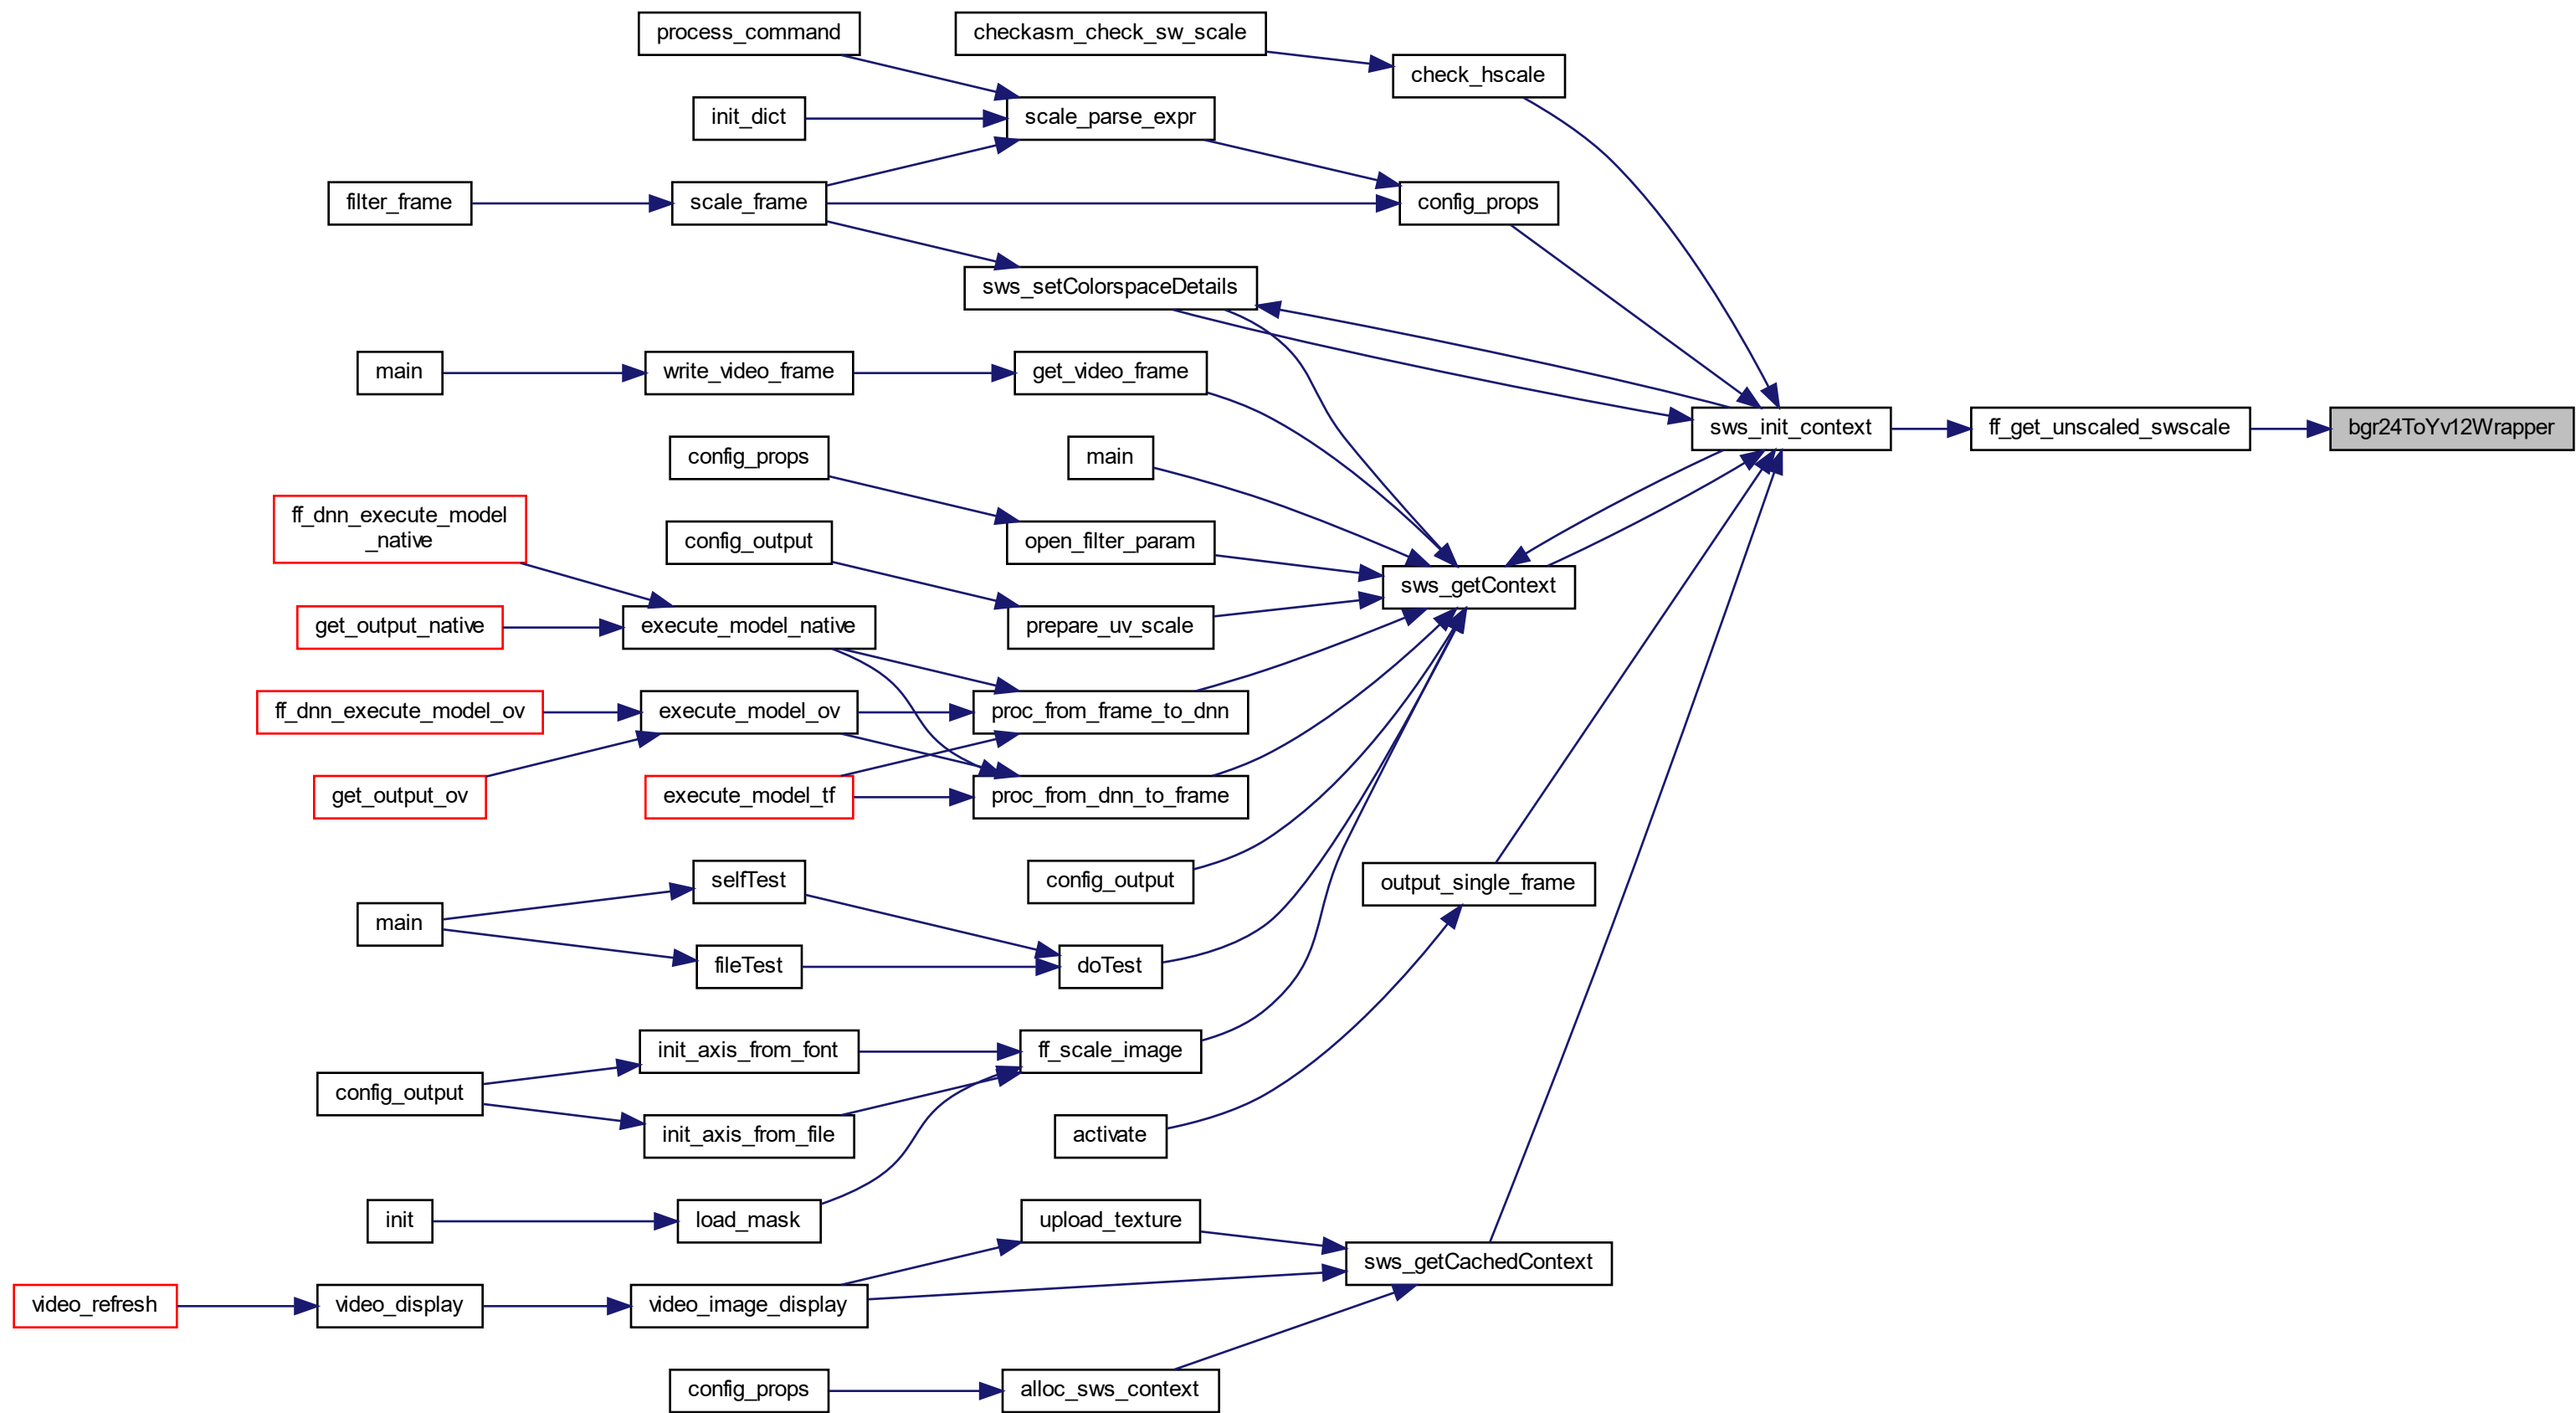 process_command
checkasm_check_sw_scale
check_hscale
init_dict
scale_parse_expr
filter_frame
scale_frame
config_props
sws_setColorspaceDetails
main
write_video_frame
get_video_frame
sws_init_context
ff_get_unscaled_swscale
bgr24ToYv12Wrapper
config_props
main
ff_dnn_execute_model
_native
config_output
open_filter_param
sws_getContext
get_output_native
execute_model_native
prepare_uv_scale
ff_dnn_execute_model_ov
execute_model_ov
proc_from_frame_to_dnn
get_output_ov
execute_model_tf
proc_from_dnn_to_frame
selfTest
config_output
output_single_frame
main
fileTest
doTest
init_axis_from_font
ff_scale_image
config_output
init_axis_from_file
activate
init
load_mask
upload_texture
sws_getCachedContext
video_refresh
video_display
video_image_display
config_props
alloc_sws_context